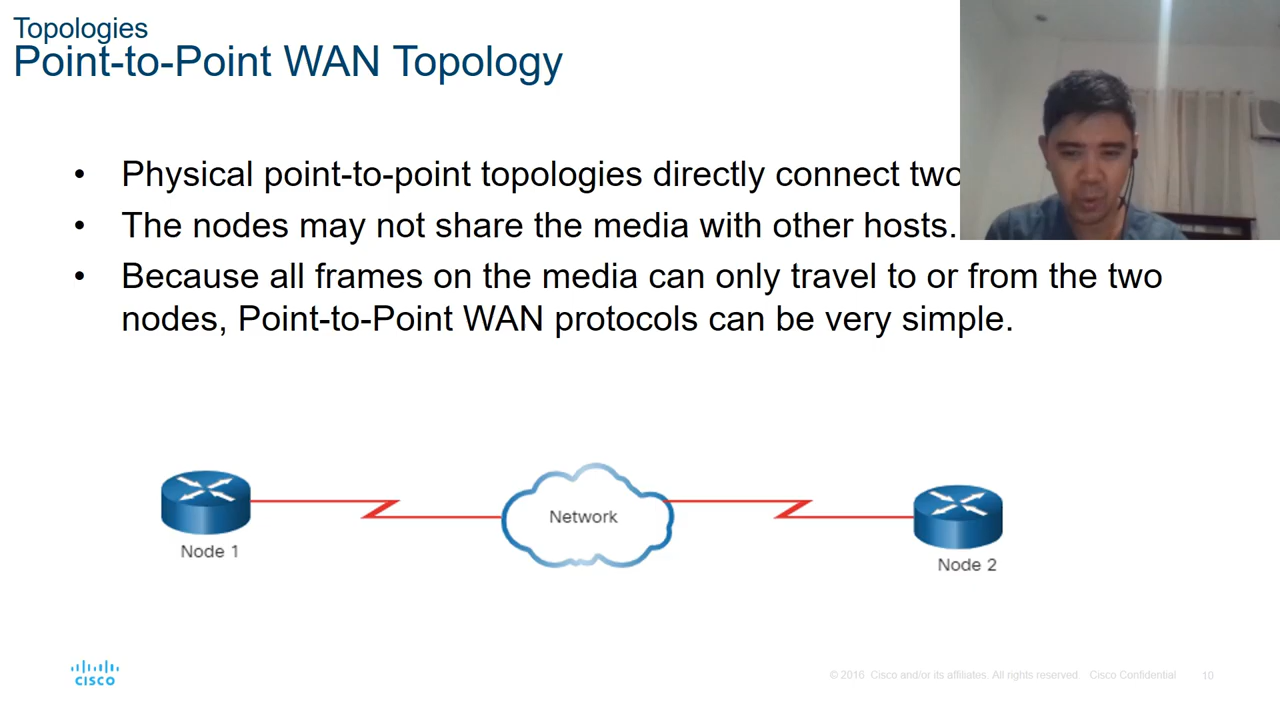 Topologies
Point-to-Point WAN Topology
• Physical point-to-point topologies directly connect two
• The nodes may not share the media with other hosts.
• Because all frames on the media can only travel to or from the two
nodes, Point-to-Point WAN protocols can be very simple.
Network
Node 1
Node 2
CISCO
© 2016 Cisco and/or its affiliates. All rights reserved. Cisco Confidential 10